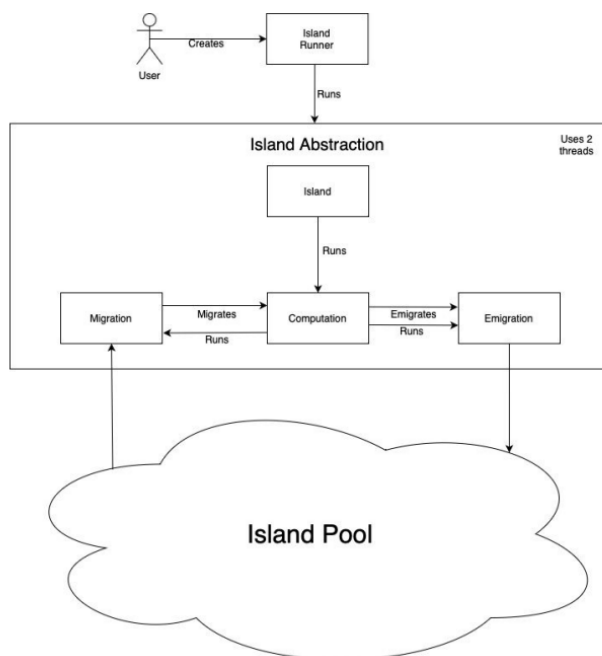 Island
Runner
Creates
User
Runs
Island Abstraction
Uses 2
threads
Island
Runs
Migration
Migrates
Runs
Computation
Emigrates
Runs
Emigration
Island Pool